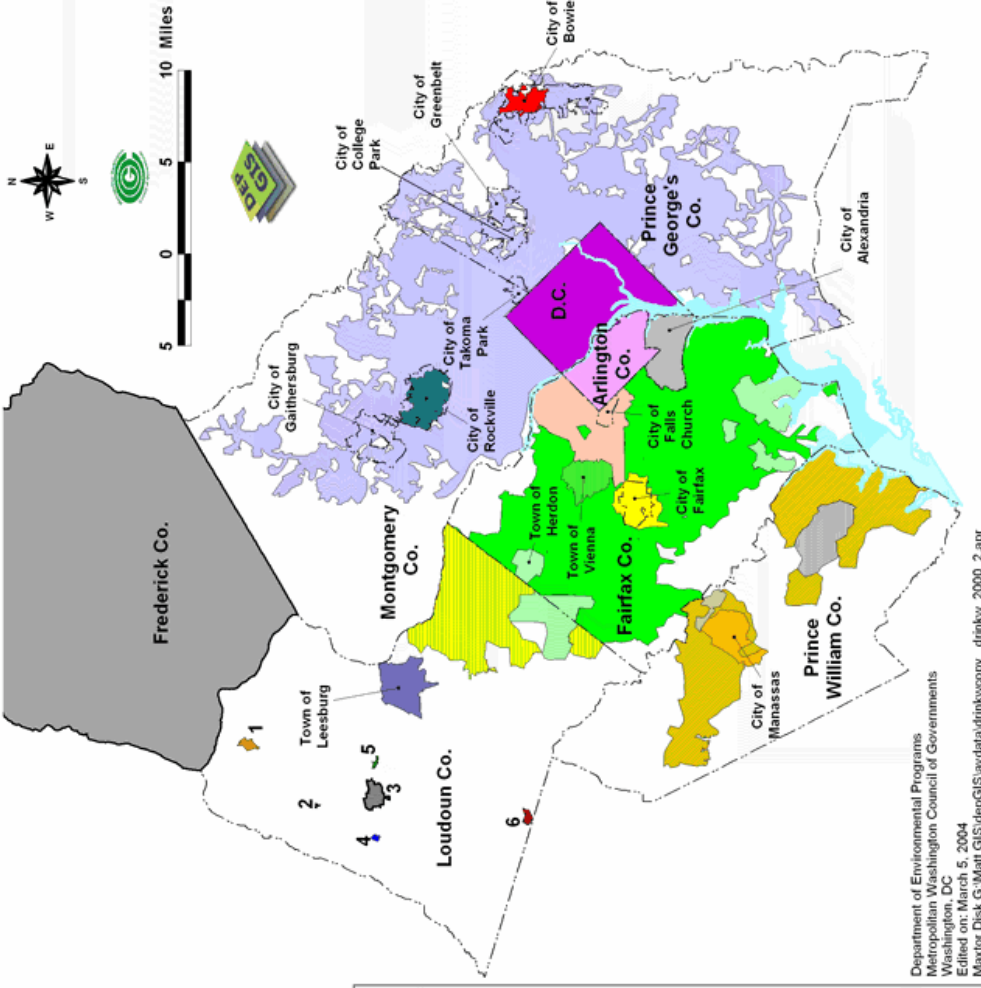 N
W
E
S
G
DEP
GIS
5
0
5
10 Miles
Frederick Co.
City of
Gaithersburg
City of
Rockville
City of
Takoma
Park
City of
College
Park
City of
Greenbelt
City of
Bowie
Montgomery
Co.
D.C.
Prince
George's
Co.
Arlington
Co.
City of
Alexandria
City of
Falls
Church
City of
Fairfax
Town of
Herdon
Town of
Vienna
Fairfax Co.
Town of
Leesburg
1
2
3
4
5
6
Loudoun Co.
City of
Manassas
Prince
William Co.
Department of Environmental Programs
Metropolitan Washington Council of Governments
Washington, DC
Edited on: March 5, 2004